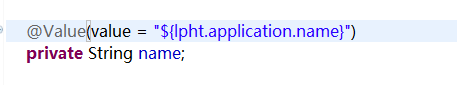 @Value(value = "${lpht.application.name}")
private String name;